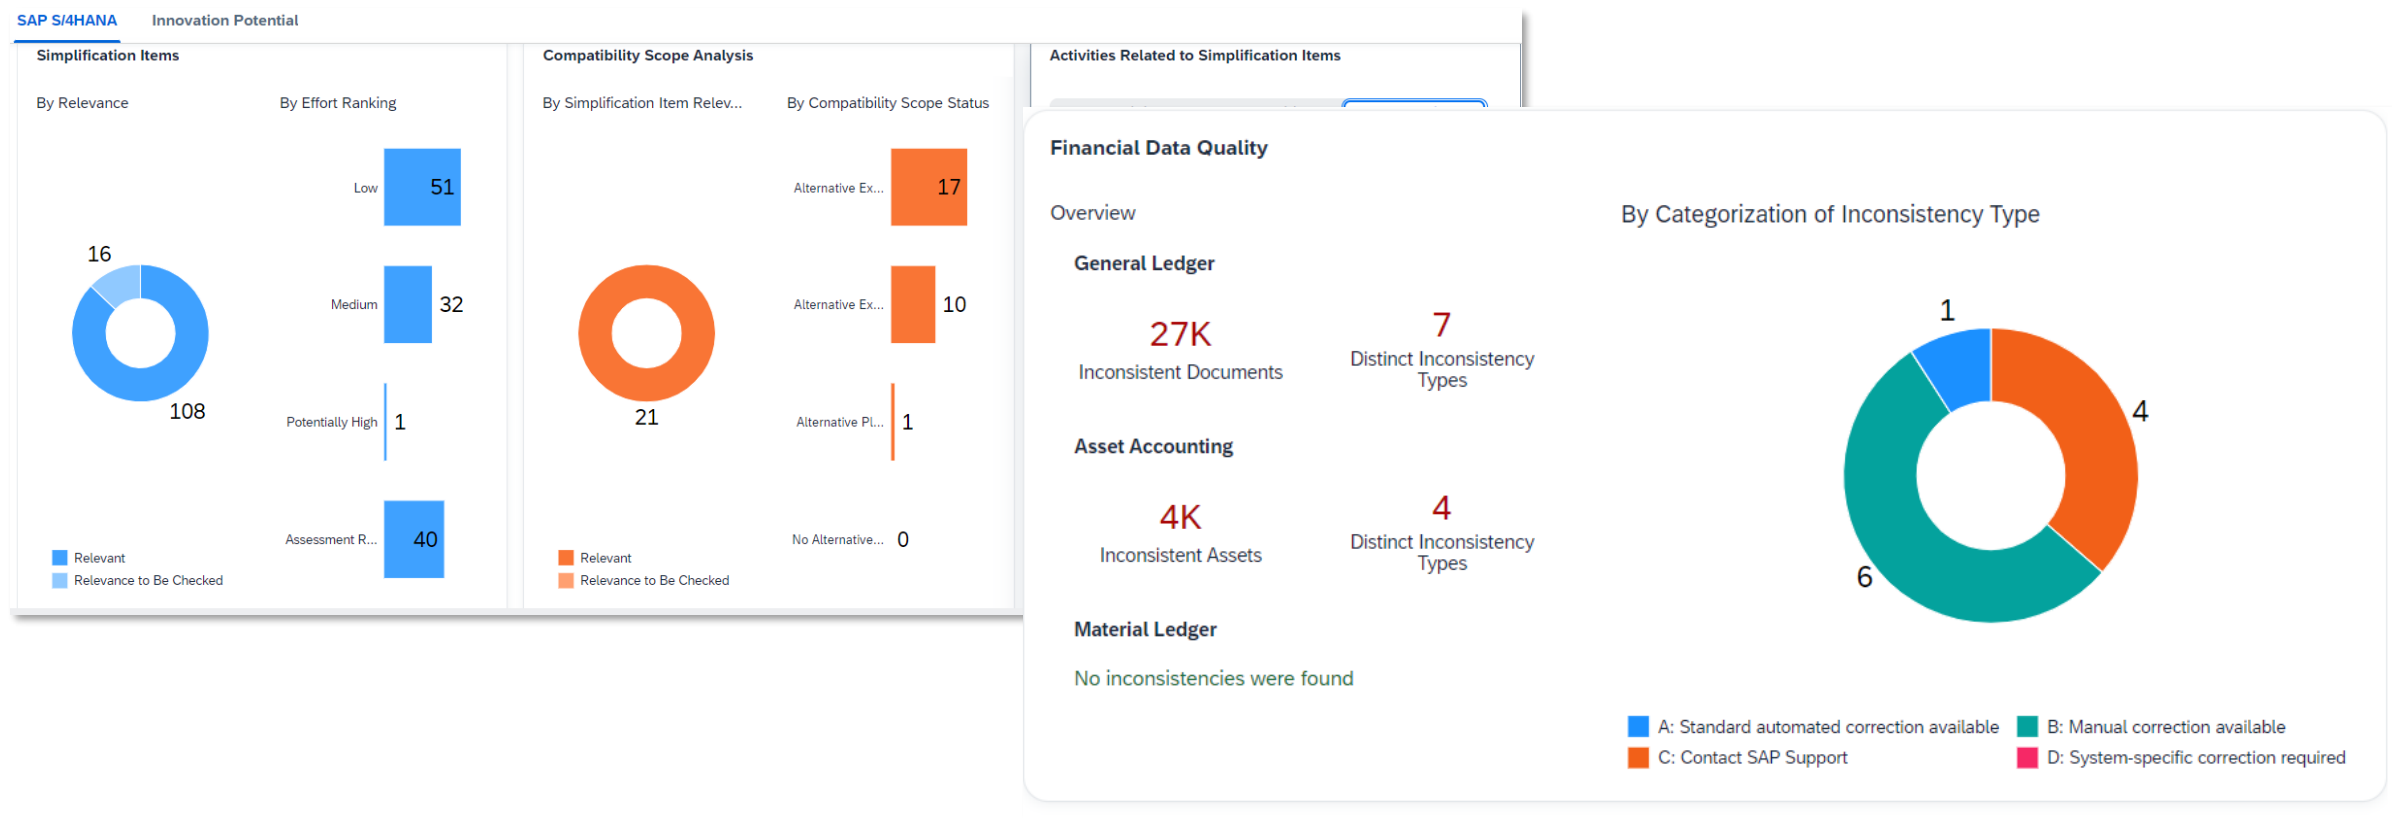 SAP S/4HANA
Innovation Potential
Simplification Items
By Relevance
By Effort Ranking
16
108
Low
51
Medium
32
Potentially High
1
Assessment R...
40
Relevant
Relevance to Be Checked
Compatibility Scope Analysis
By Simplification Item Relev...
By Compatibility Scope Status
21
Alternative Ex...
17
Alternative Ex...
10
Alternative Pl...
1
No Alternative...
0
Relevant
Relevance to Be Checked
Activities Related to Simplification Items
Financial Data Quality
Overview
General Ledger
27K
Inconsistent Documents
7
Distinct Inconsistency
Types
Asset Accounting
4K
Inconsistent Assets
4
Distinct Inconsistency
Types
Material Ledger
No inconsistencies were found
By Categorization of Inconsistency Type
1
4
6
A: Standard automated correction available
B: Manual correction available
C: Contact SAP Support
D: System-specific correction required